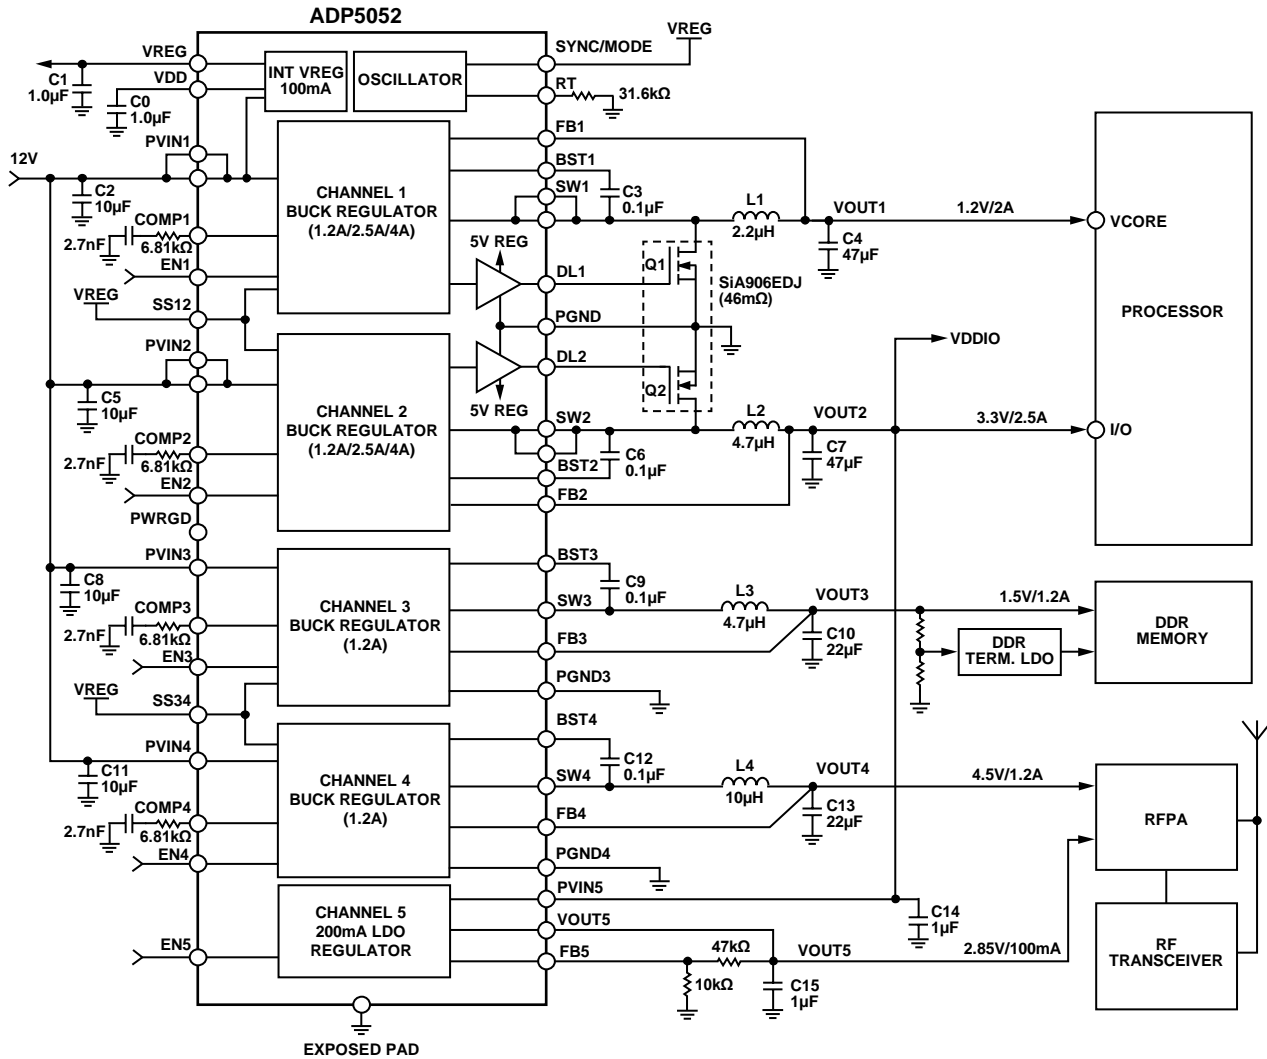 ADP5052
VREG
C1
1.0µF
VDD
C0
1.0µF
INT VREG
100mA
OSCILLATOR
SYNC/MODE
VREG
RT
31.6kΩ
12V
PVIN1
C2
10µF
COMP1
2.7nF
6.81kΩ
EN1
CHANNEL 1
BUCK REGULATOR
(1.2A/2.5A/4A)
FB1
BST1
SW1
C3
0.1µF
L1
2.2µH
VOUT1
C4
47µF
1.2V/2A
VCORE
5V REG
DL1
Q1
SiA906EDJ
(46mΩ)
VREG
SS12
PGND
PROCESSOR
PVIN2
C5
10µF
COMP2
2.7nF
6.81kΩ
EN2
CHANNEL 2
BUCK REGULATOR
(1.2A/2.5A/4A)
DL2
Q2
5V REG
VDDIO
SW2
L2
4.7µH
VOUT2
C6
0.1µF
C7
47µF
3.3V/2.5A
I/O
BST2
FB2
PWRGD
PVIN3
C8
10µF
COMP3
2.7nF
6.81kΩ
EN3
CHANNEL 3
BUCK REGULATOR
(1.2A)
BST3
C9
0.1µF
SW3
L3
4.7µH
VOUT3
C10
22µF
FB3
1.5V/1.2A
DDR
TERM. LDO
DDR
MEMORY
PGND3
VREG
SS34
PVIN4
C11
10µF
COMP4
2.7nF
6.81kΩ
EN4
CHANNEL 4
BUCK REGULATOR
(1.2A)
BST4
C12
0.1µF
SW4
L4
10µH
VOUT4
C13
22µF
FB4
4.5V/1.2A
RFPA
PGND4
CHANNEL 5
200mA LDO
REGULATOR
EN5
PVIN5
C14
1µF
VOUT5
FB5
47kΩ
10kΩ
VOUT5
C15
1µF
2.85V/100mA
RF
TRANSCEIVER
EXPOSED PAD